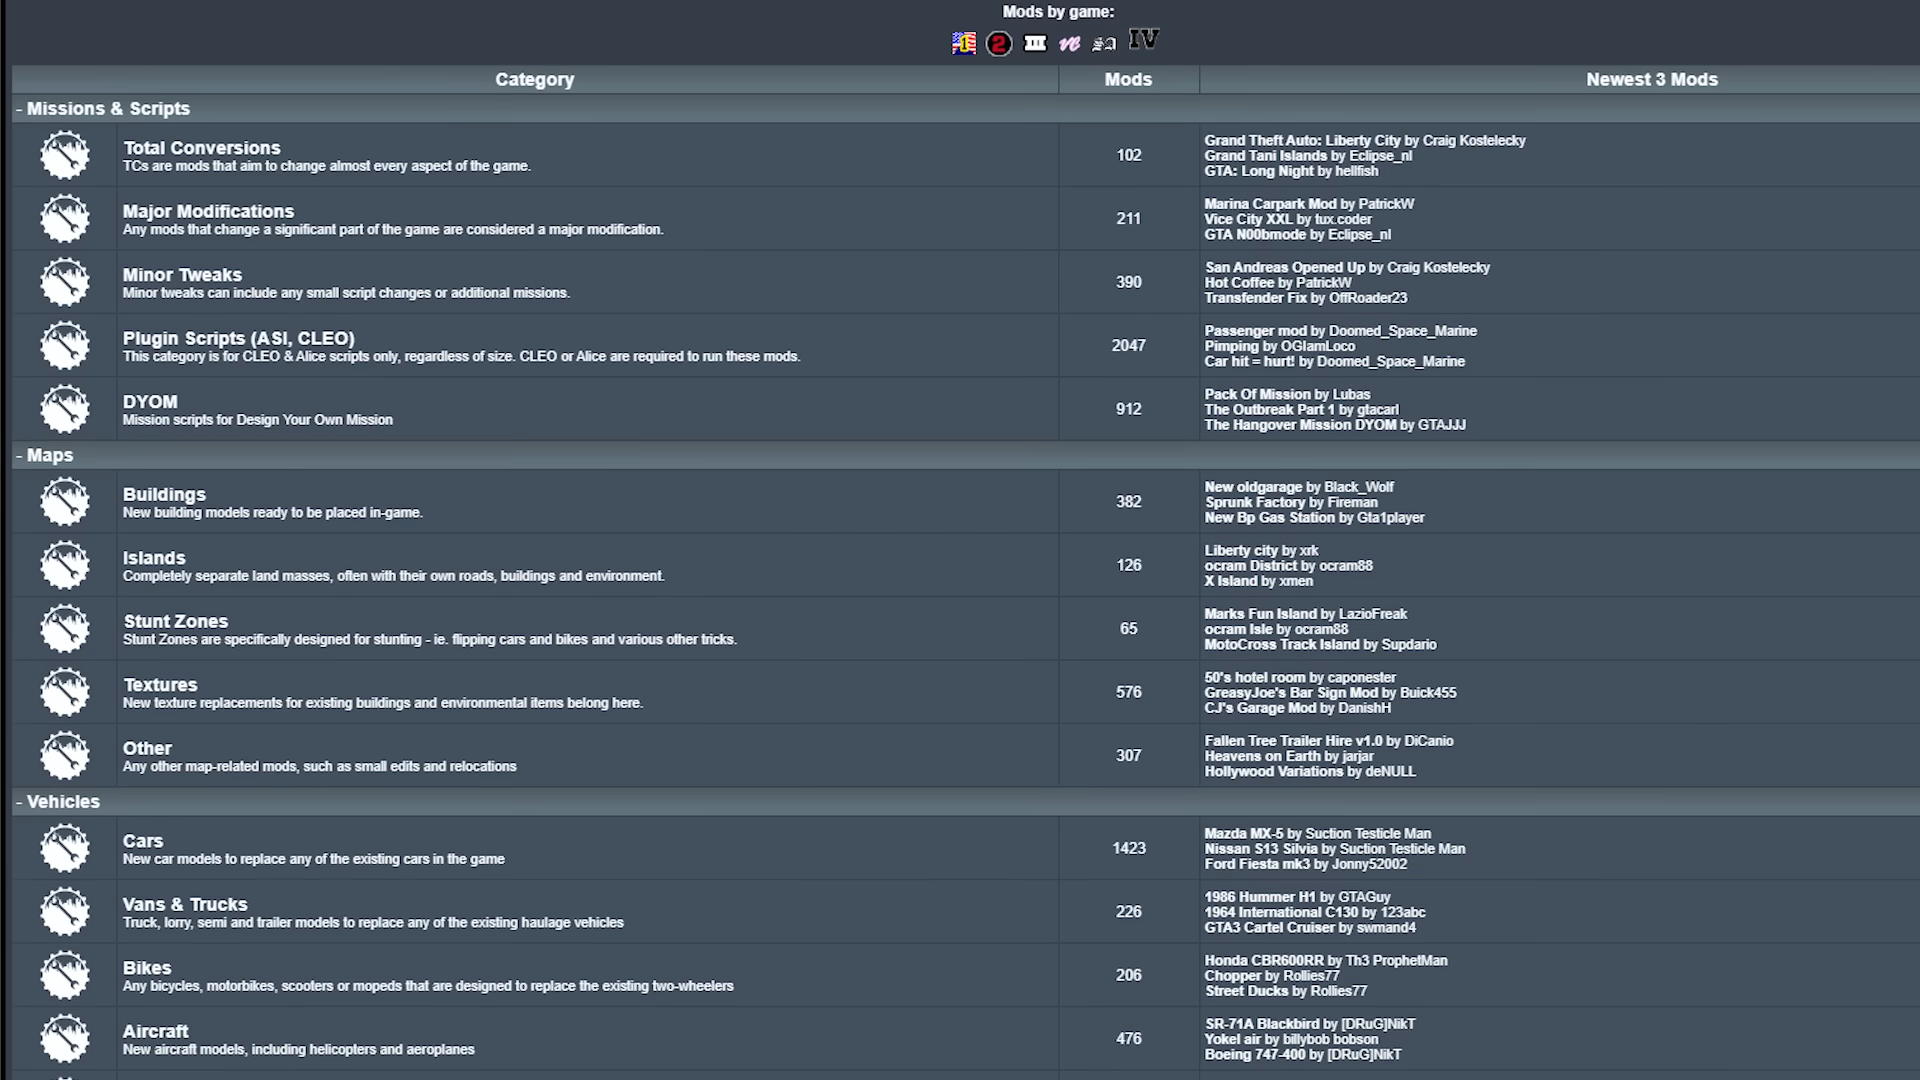 Mods by game:
1 2 III VC SA IV
Category Mods Newest 3 Mods
- Missions & Scripts
Total Conversions
TCs are mods that aim to change almost every aspect of the game.
102
Grand Theft Auto: Liberty City by Craig Kostelecky
Grand Tani Islands by Eclipse_nl
GTA: Long Night by hellfish
Major Modifications
Any mods that change a significant part of the game are considered a major modification.
211
Marina Carpark Mod by PatrickW
Vice City XXL by tux.coder
GTA N00bmode by Eclipse_nl
Minor Tweaks
Minor tweaks can include any small script changes or additional missions.
390
San Andreas Opened Up by Craig Kostelecky
Hot Coffee by PatrickW
Transfender Fix by OffRoader23
Plugin Scripts (ASI, CLEO)
This category is for CLEO & Alice scripts only, regardless of size. CLEO or Alice are required to run these mods.
2047
Passenger mod by Doomed_Space_Marine
Pimping by OGlamLoco
Car hit = hurt! by Doomed_Space_Marine
DYOM
Mission scripts for Design Your Own Mission
912
Pack Of Mission by Lubas
The Outbreak Part 1 by gtacarl
The Hangover Mission DYOM by GTAJJJ
- Maps
Buildings
New building models ready to be placed in-game.
382
New oldgarage by Black_Wolf
Sprunk Factory by Fireman
New Bp Gas Station by Gta1player
Islands
Completely separate land masses, often with their own roads, buildings and environment.
126
Liberty city by xrk
ocram District by ocram88
X Island by xmen
Stunt Zones
Stunt Zones are specifically designed for stunting - ie. flipping cars and bikes and various other tricks.
65
Marks Fun Island by LazioFreak
ocram Isle by ocram88
MotoCross Track Island by Supdario
Textures
New texture replacements for existing buildings and environmental items belong here.
576
50's hotel room by caponester
GreasyJoe's Bar Sign Mod by Buick455
CJ's Garage Mod by DanishH
Other
Any other map-related mods, such as small edits and relocations
307
Fallen Tree Trailer Hire v1.0 by DiCanio
Heavens on Earth by jarjar
Hollywood Variations by deNULL
- Vehicles
Cars
New car models to replace any of the existing cars in the game
1423
Mazda MX-5 by Suction Testicle Man
Nissan S13 Silvia by Suction Testicle Man
Ford Fiesta mk3 by Jonny52002
Vans & Trucks
Truck, lorry, semi and trailer models to replace any of the existing haulage vehicles
226
1986 Hummer H1 by GTAGuy
1964 International C130 by 123abc
GTA3 Cartel Cruiser by swmand4
Bikes
Any bicycles, motorbikes, scooters or mopeds that are designed to replace the existing two-wheelers
206
Honda CBR600RR by Th3 ProphetMan
Chopper by Rollies77
Street Ducks by Rollies77
Aircraft
New aircraft models, including helicopters and aeroplanes
476
SR-71A Blackbird by [DRuG]NikT
Yokel air by billybob bobson
Boeing 747-400 by [DRuG]NikT